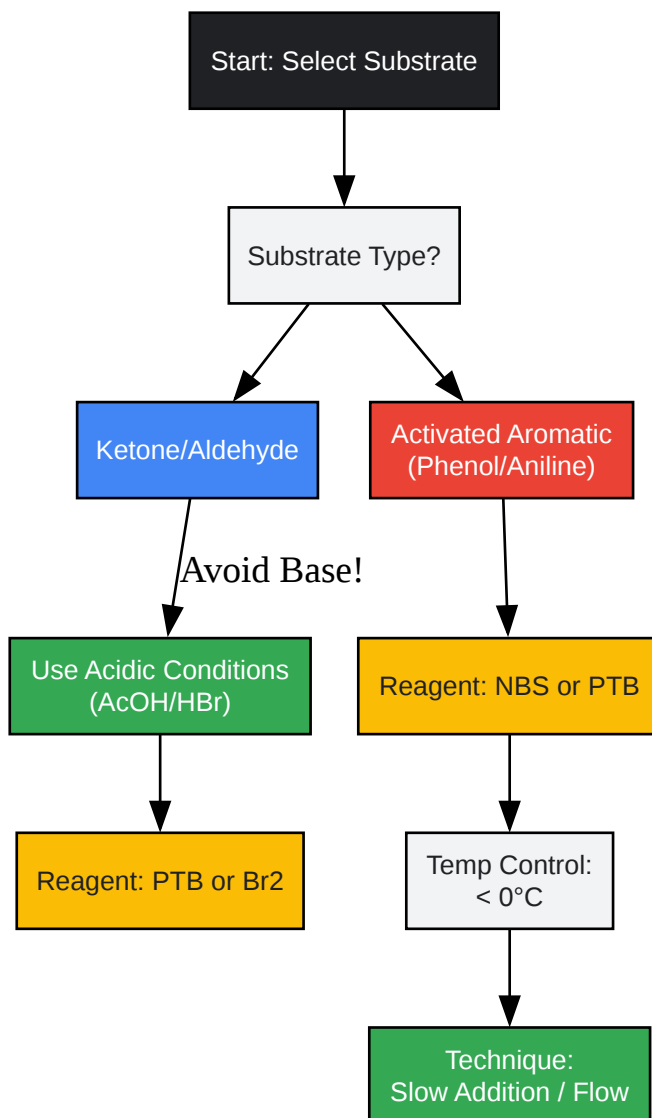 Start: Select Substrate
Substrate Type?
Ketone/Aldehyde
Activated Aromatic
(Phenol/Aniline)
Avoid Base!
Use Acidic Conditions
(AcOH/HBr)
Reagent: NBS or PTB
Reagent: PTB or Br2
Temp Control:
< 0°C
Technique:
Slow Addition / Flow